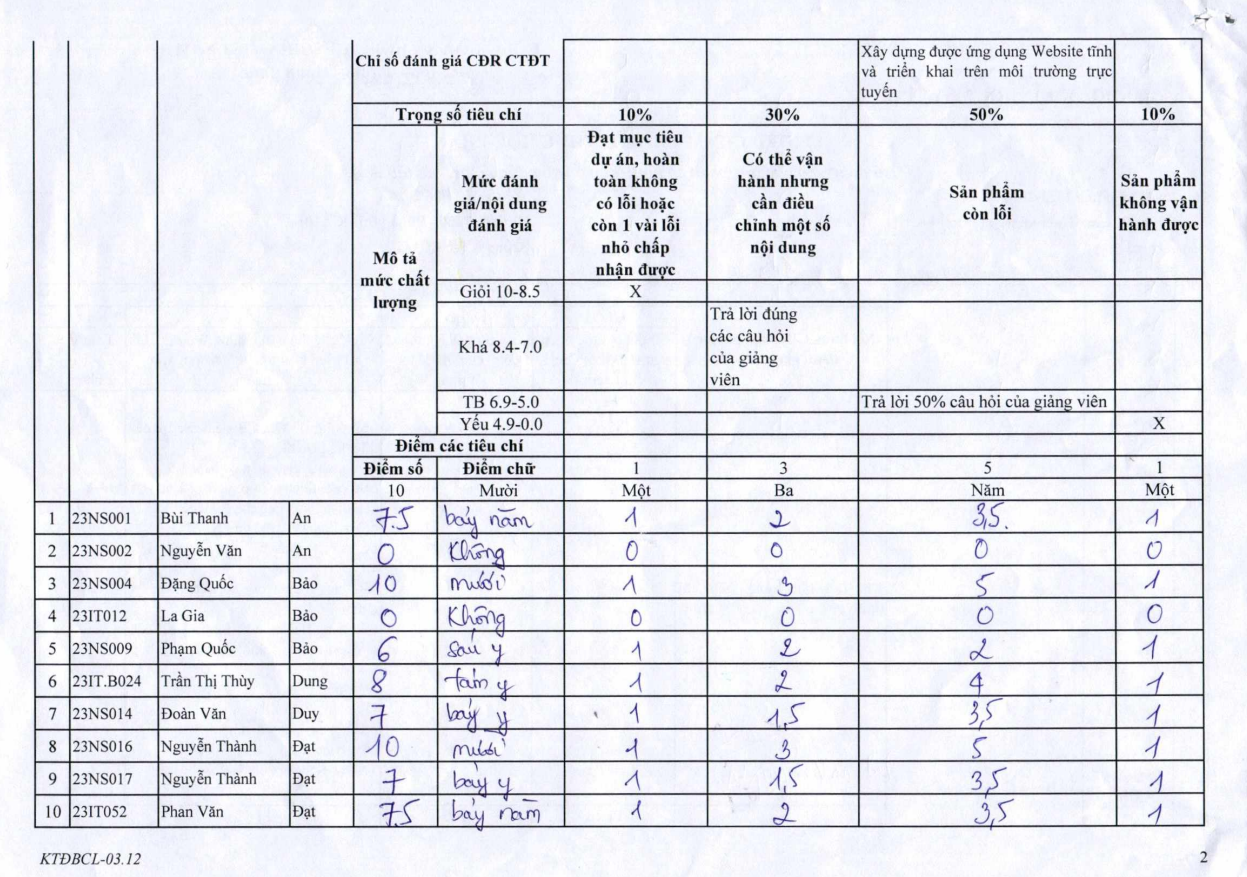 Chỉ số đánh giá CĐR CTĐT
Xây dựng được ứng dụng Website tĩnh
và triển khai trên môi trường trực
tuyến
Trọng số tiêu chí 10% 30% 50% 10%
Mô tả
mức chất
lượng
Mức đánh
giá/nội dung
đánh giá
Đạt mục tiêu
dự án, hoàn
toàn không
có lỗi hoặc
còn 1 vài lỗi
nhỏ chấp
nhận được
Có thể vận
hành nhưng
cần điều
chỉnh một số
nội dung
Sản phẩm
còn lỗi
Sản phẩm
không vận
hành được
Giỏi 10-8.5 X
Khá 8.4-7.0
Trả lời đúng
các câu hỏi
của giảng
viên
TB 6.9-5.0 Trả lời 50% câu hỏi của giảng viên
Yếu 4.9-0.0 X
Điểm các tiêu chí
Điểm số Điểm chữ 1 3 5 1
10 Mười Một Ba Năm Một
1 23NS001 Bùi Thanh An 7.5 bảy năm 1 2 3,5. 1
2 23NS002 Nguyễn Văn An 0 Không 0 0 0 0
3 23NS004 Đặng Quốc Bảo 10 mười 1 3 5 1
4 23IT012 La Gia Bảo 0 Không 0 0 0 0
5 23NS009 Phạm Quốc Bảo 6 sáu y 1 2 2 1
6 23IT.B024 Trần Thị Thùy Dung 8 tám y 1 2 4 1
7 23NS014 Đoàn Văn Duy 7 bảy y 1 1,5 3,5 1
8 23NS016 Nguyễn Thành Đạt 10 mười 1 3 5 1
9 23NS017 Nguyễn Thành Đạt 7 bảy y 1 1,5 3,5 1
10 23IT052 Phan Văn Đạt 7.5 bảy năm 1 2 3,5 1
KTĐBCL-03.12 2